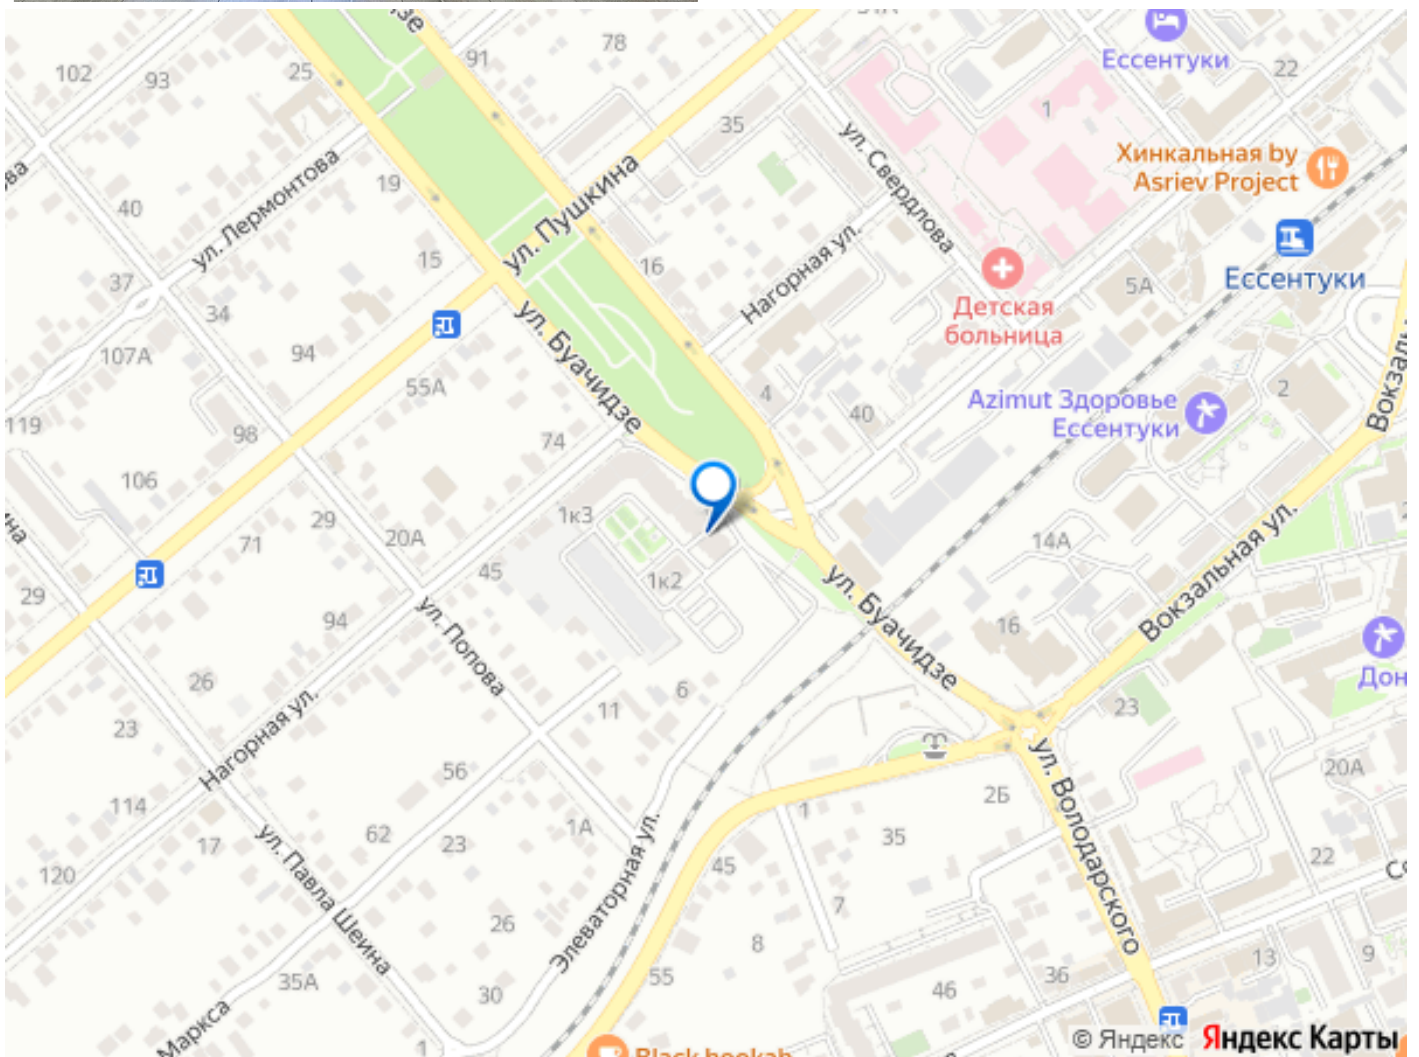 78
91
Ессентуки
22
102
93
25
1
35
ул. Свердлова
Хинкальная by
Asriev Project
19
40
ул. Лермонтова
ул. Пушкина
Нагорная ул.
15
16
37
34
Детская
больница
5А
Ессентуки
107А
94
ул. Буачидзе
55А
4
40
Azimut Здоровье
Ессентуки
2
119
98
74
106
1к3
29
20А
71
14А
Вокзальная ул.
45
1к2
29
94
ул. Попова
ул. Буачидзе
16
26
6
Дон
23
11
23
Нагорная ул.
ул. Володарского
56
20А
2Б
114
1
1А
62
35
17
23
22
ул. Павла Шеина
Элеваторная ул.
45
120
7
26
8
13
9
35А
55
36
30
46
Маркса
1
Black hookah
© Яндекс Яндекс Карты